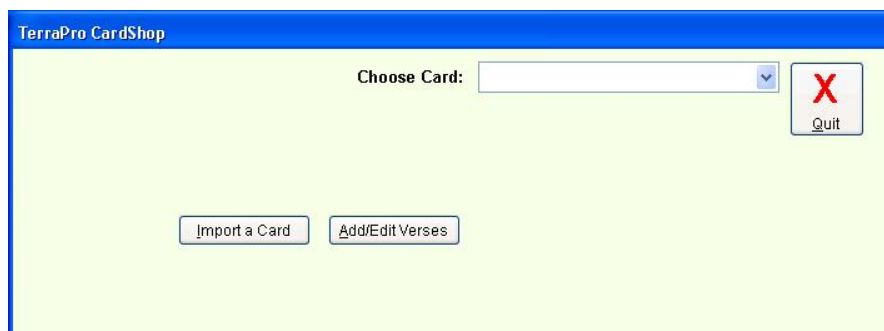 TerraPro CardShop
Choose Card:
X
Quit
Import a Card
Add/Edit Verses